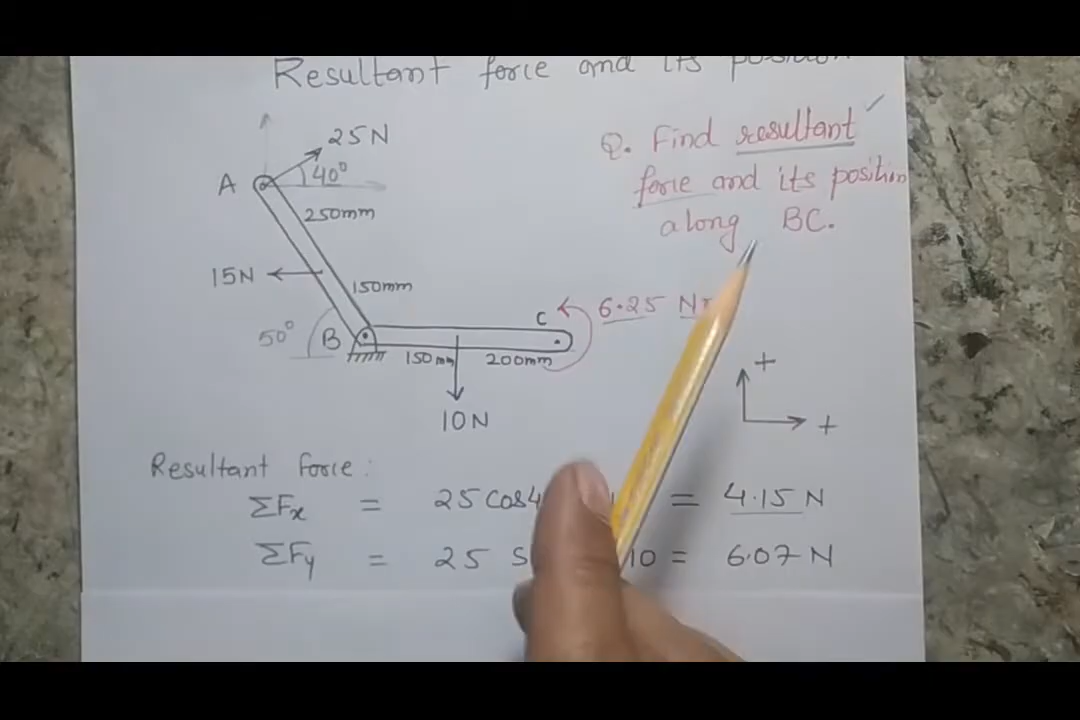 Resultant force and its position
25N
Q. Find resultant
A
40°
force and its position
250mm
along BC.
15N
150mm
C
6.25
50°
B
150mm
200mm
10N
+
+
Resultant force:
ΣFx = 25 Cos4 = 4.15 N
ΣFy = 25 S 10 = 6.07 N